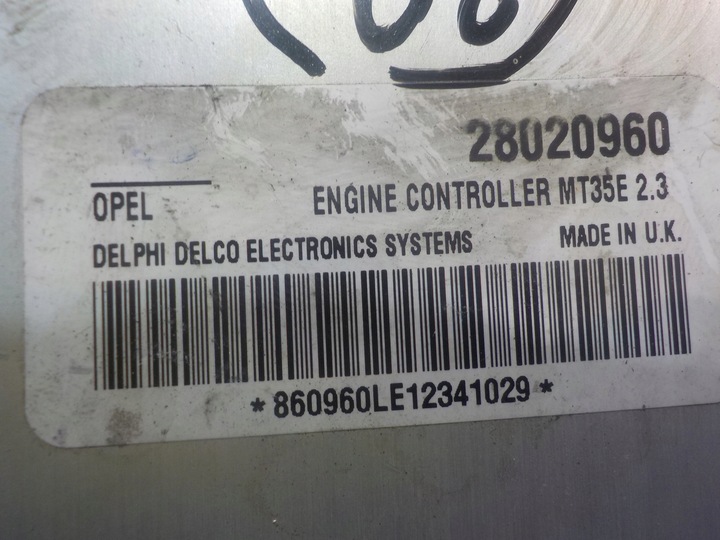 28020960
OPEL ENGINE CONTROLLER MT35E 2.3
DELPHI DELCO ELECTRONICS SYSTEMS MADE IN U.K.
*860960LE12341029*